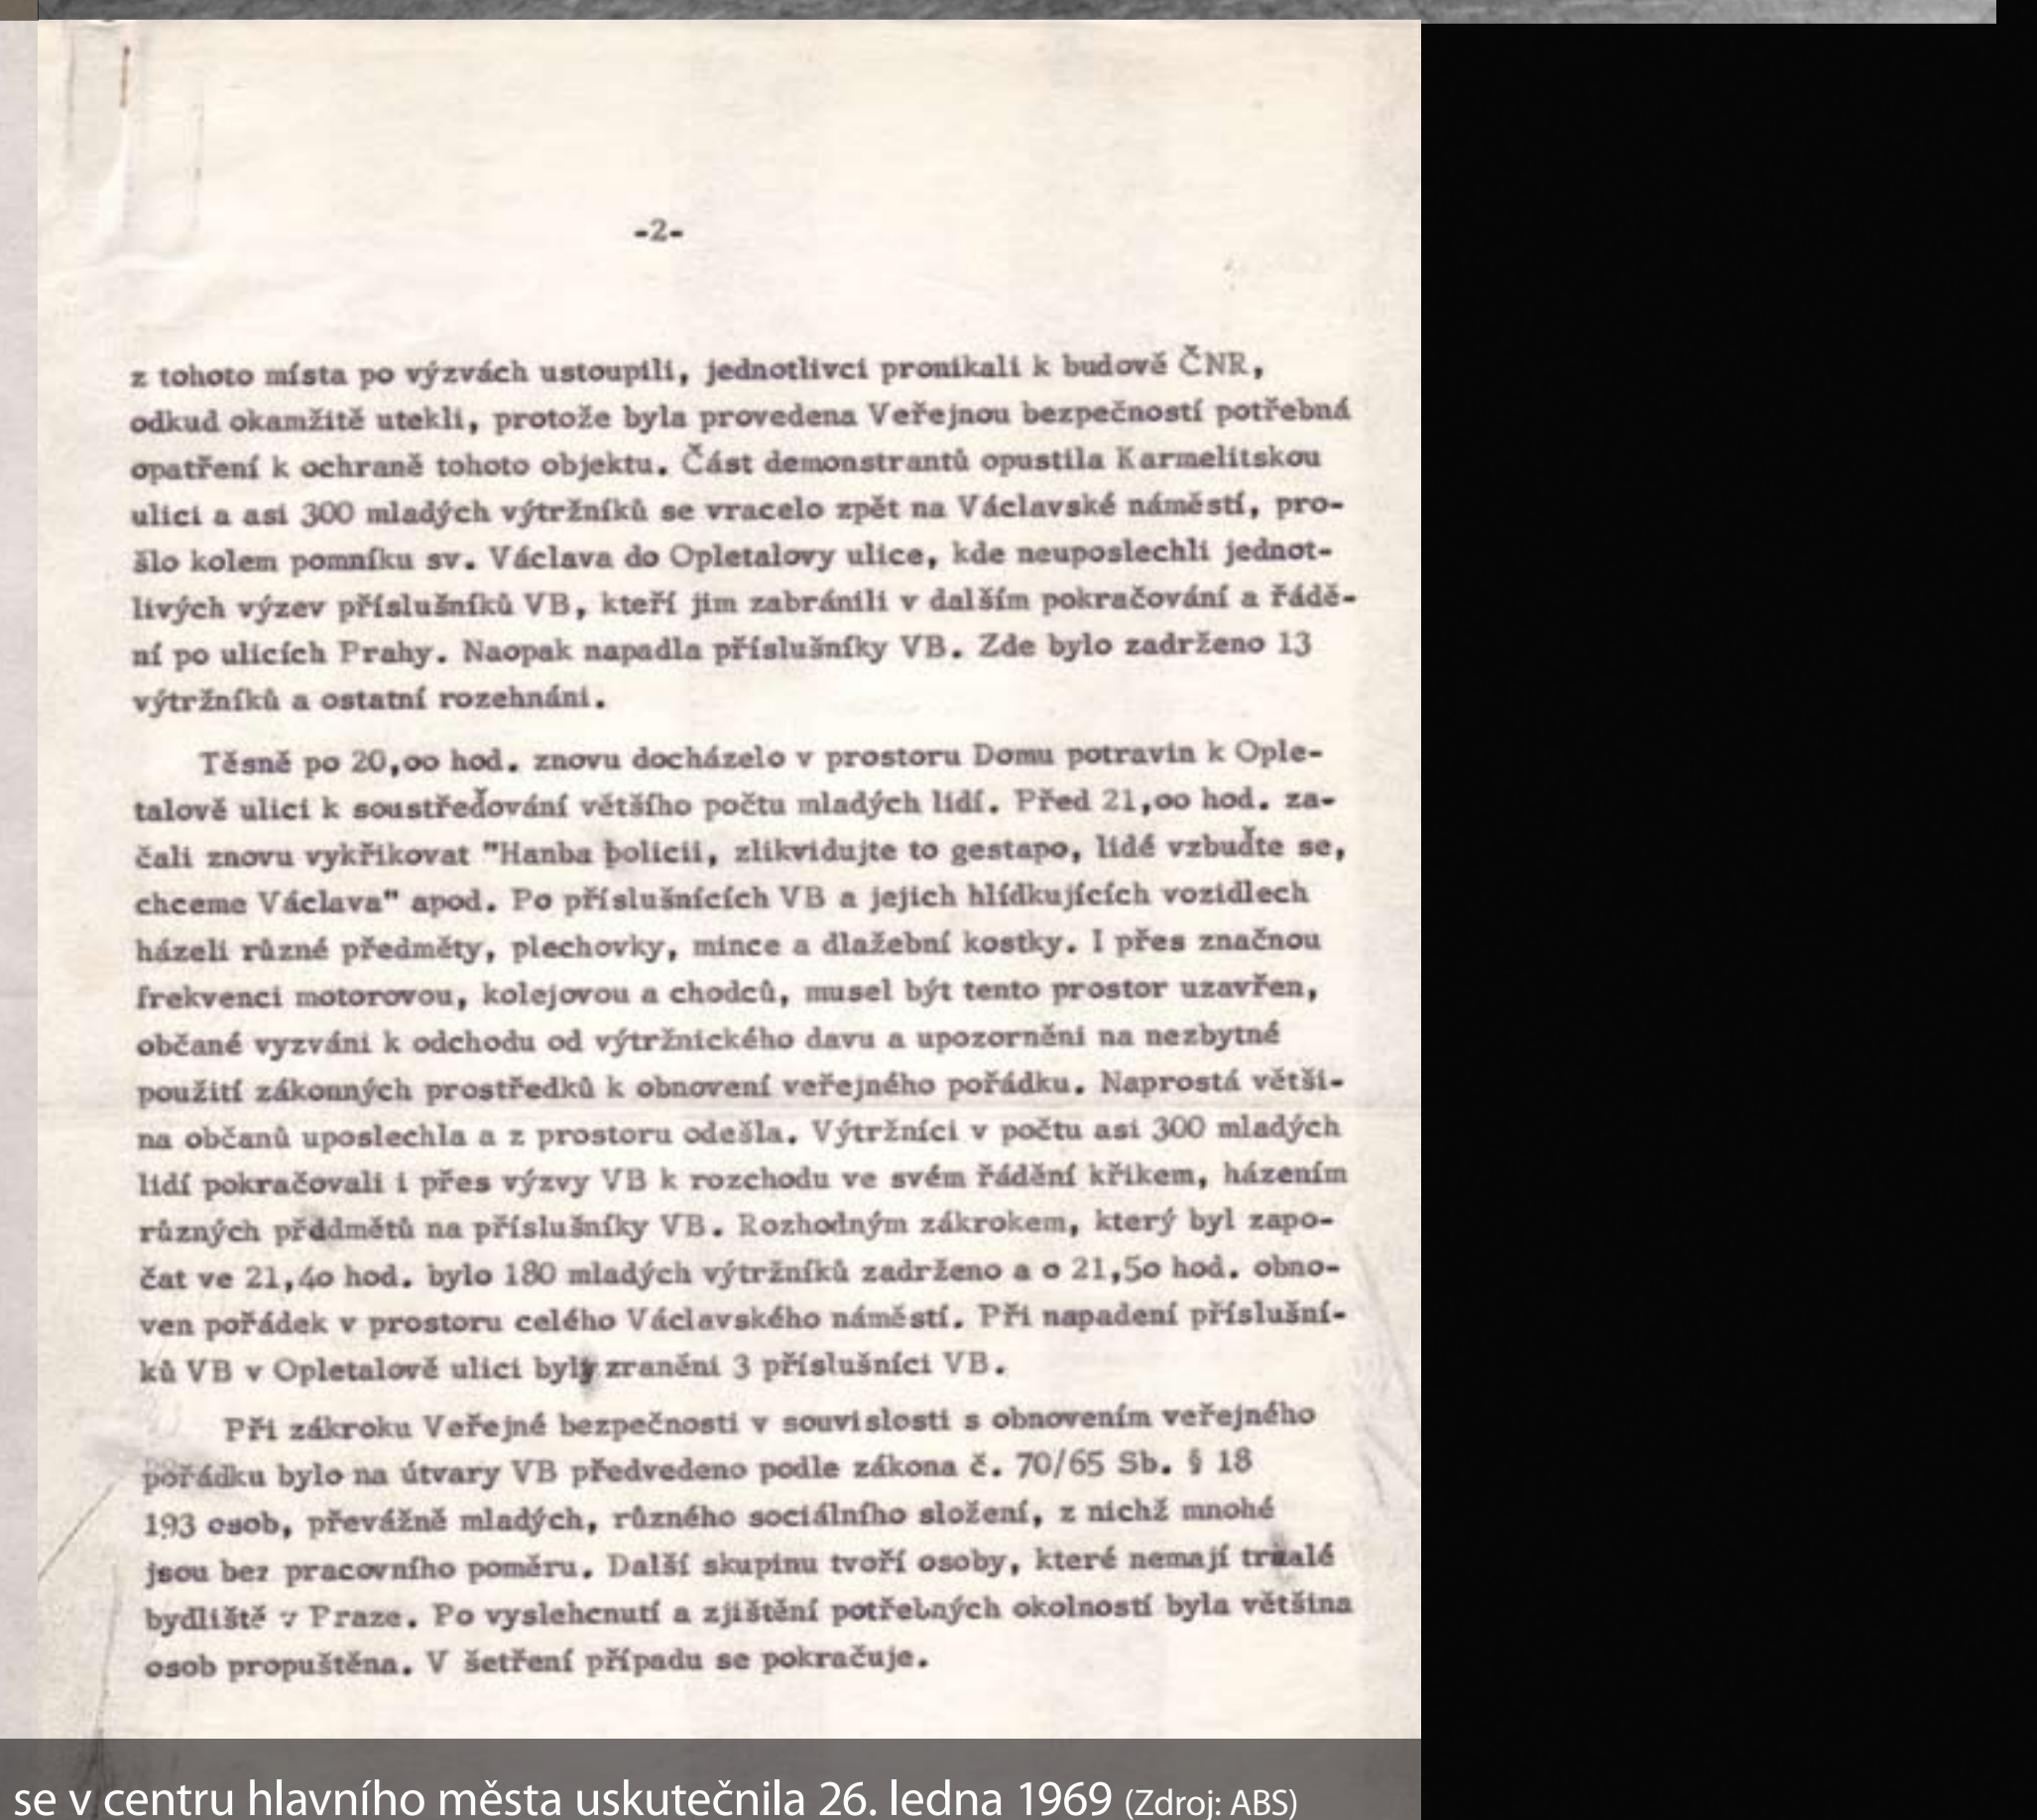 -2-
z tohoto místa po výzvách ustoupili, jednotlivci pronikali k budově ČNR,
odkud okamžitě utekli, protože byla provedena Veřejnou bezpečností potřebná
opatření k ochraně tohoto objektu. Část demonstrantů opustila Karmelitskou
ulici a asi 300 mladých výtržníků se vracelo zpět na Václavské náměstí, pro-
šlo kolem pomníku sv. Václava do Opletalovy ulice, kde neuposlechli jednot-
livých výzev příslušníků VB, kteří jim zabránili v dalším pokračování a řádě-
ní po ulicích Prahy. Naopak napadla příslušníky VB. Zde bylo zadrženo 13
výtržníků a ostatní rozehnáni.
Těsně po 20,oo hod. znovu docházelo v prostoru Domu potravin k Ople-
talově ulici k soustřeďování většího počtu mladých lidí. Před 21,oo hod. za-
čali znovu vykřikovat "Hanba policii, zlikvidujte to gestapo, lidé vzbuďte se,
chceme Václava" apod. Po příslušnících VB a jejich hlídkujících vozidlech
házeli různé předměty, plechovky, mince a dlažební kostky. I přes značnou
frekvenci motorovou, kolejovou a chodců, musel být tento prostor uzavřen,
občané vyzváni k odchodu od výtržnického davu a upozorněni na nezbytné
použití zákonných prostředků k obnovení veřejného pořádku. Naprostá větši-
na občanů uposlechla a z prostoru odešla. Výtržníci v počtu asi 300 mladých
lidí pokračovali i přes výzvy VB k rozchodu ve svém řádění křikem, házením
různých přddmětů na příslušníky VB. Rozhodným zákrokem, který byl zapo-
čat ve 21,4o hod. bylo 180 mladých výtržníků zadrženo a o 21,5o hod. obno-
ven pořádek v prostoru celého Václavského náměstí. Při napadení příslušní-
ků VB v Opletalově ulici byly zraněni 3 příslušníci VB.
Při zákroku Veřejné bezpečnosti v souvislosti s obnovením veřejného
pořádku bylo na útvary VB předvedeno podle zákona č. 70/65 Sb. § 18
193 osob, převážně mladých, různého sociálního složení, z nichž mnohé
jsou bez pracovního poměru. Další skupinu tvoří osoby, které nemají
bydliště v Praze. Po vyslehcnutí a zjištění potřebných okolností byla většina
osob propuštěna. V šetření případu se pokračuje.
se v centru hlavního města uskutečnila 26. ledna 1969 (Zdroj: ABS)